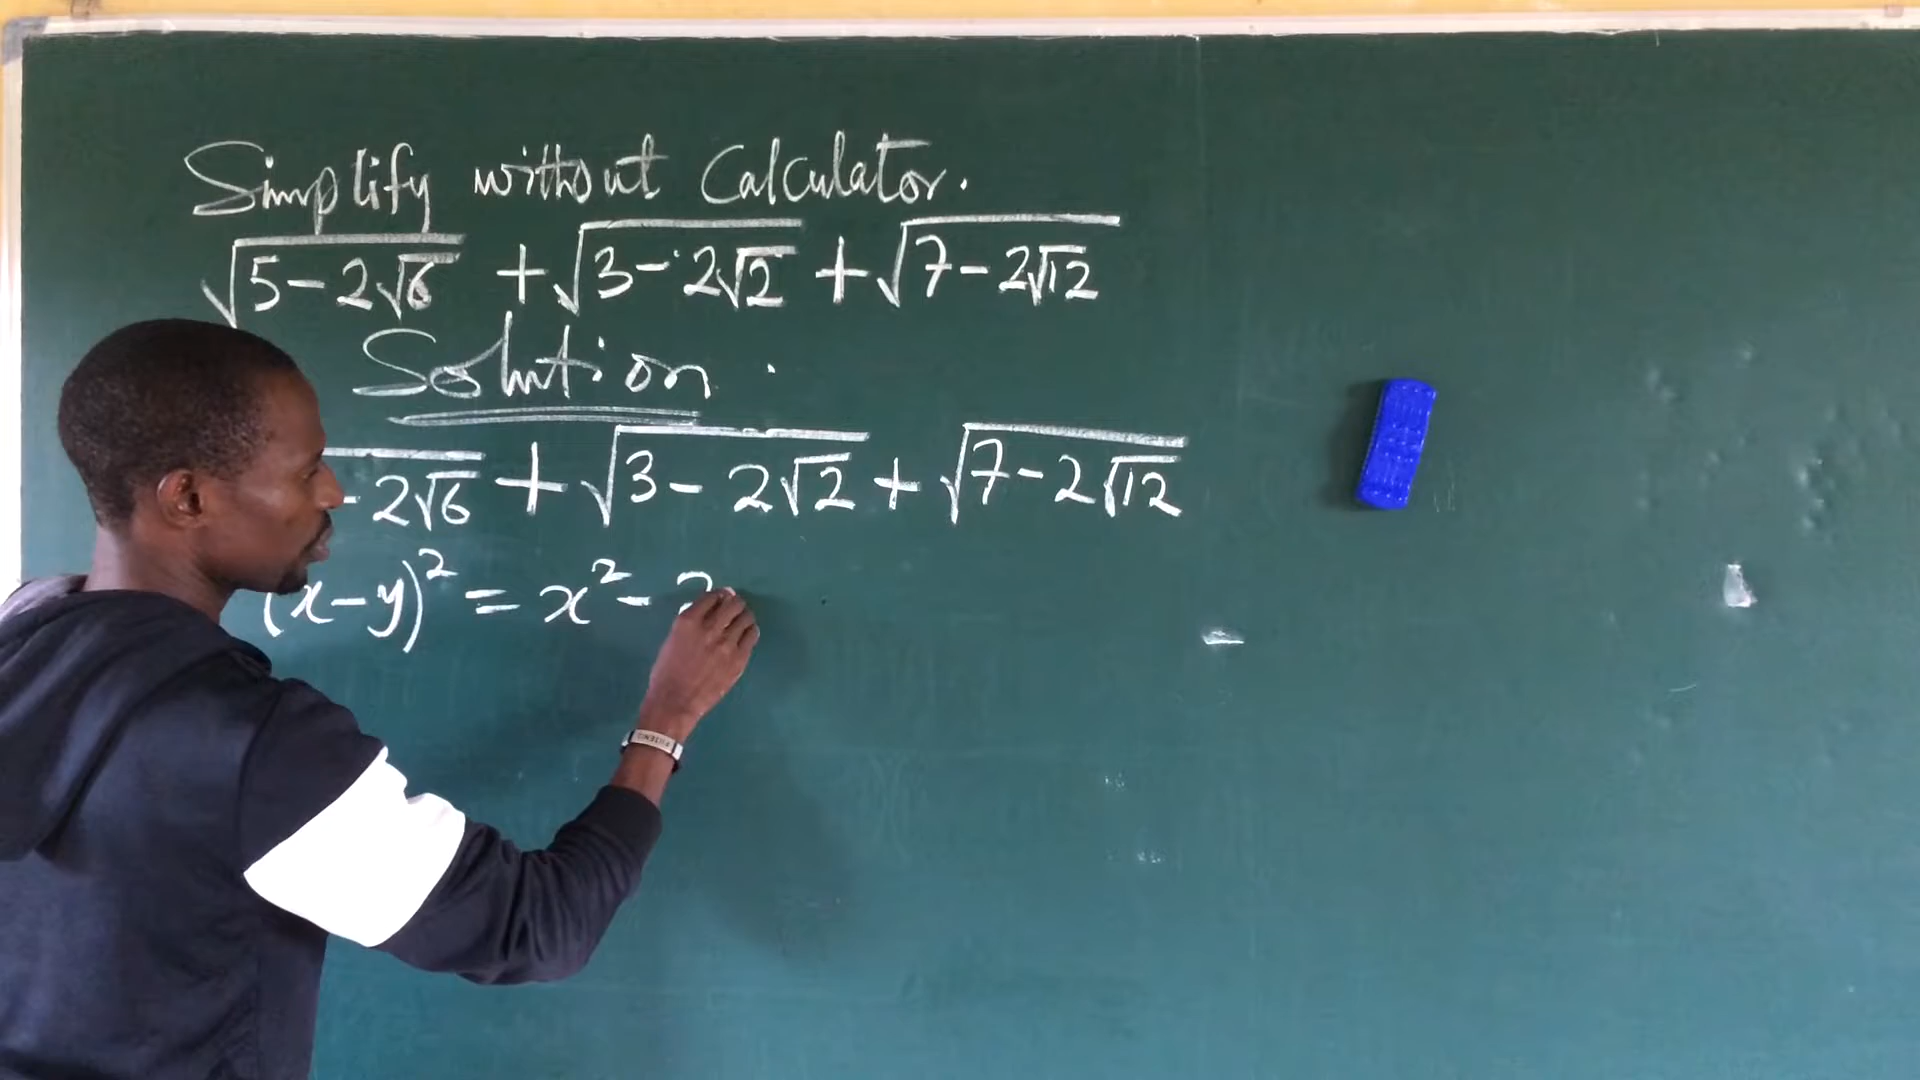 Simplify without Calculator.
√5-2√6 + √3-2√2 + √7-2√12
Solution
-2√6 + √3-2√2 + √7-2√12
(x-y)² = x² - 2